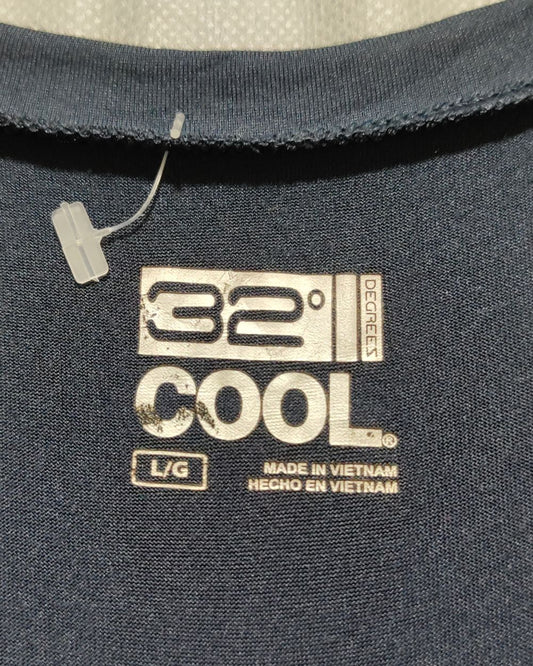 32°
DEGREES
COOL®
L/G
MADE IN VIETNAM
HECHO EN VIETNAM